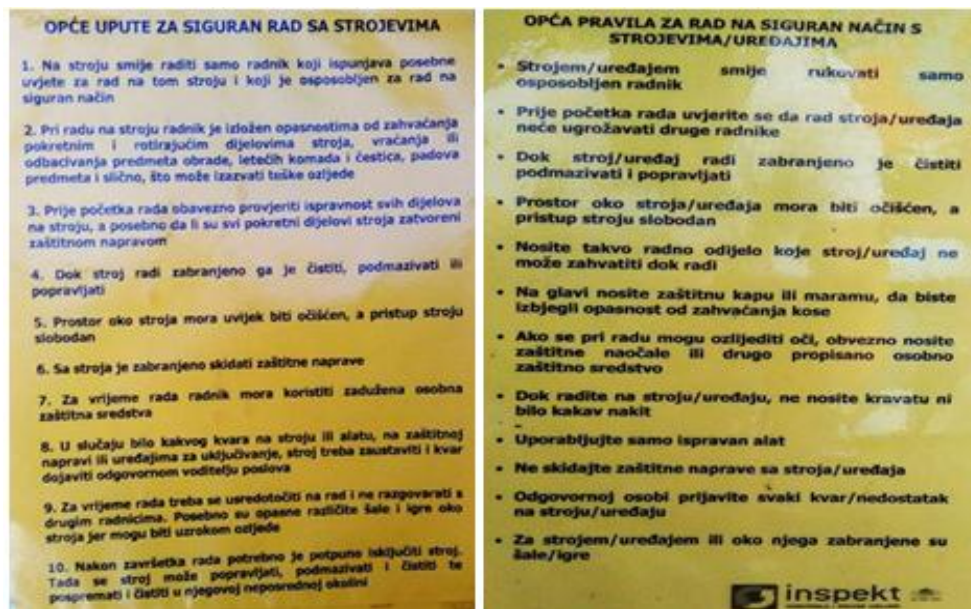 OPĆE UPUTE ZA SIGURAN RAD SA STROJEVIMA
1. Na stroju smije raditi samo radnik koji ispunjava posebne
uvjete za rad na tom stroju i koji je osposobljen za rad na
siguran način
2. Pri radu na stroju radnik je izložen opasnostima od zahvaćanja
pokretnim i rotirajućim dijelovima stroja, vraćanja ili
odbacivanja predmeta obrade, letećih komada i čestica, padova
predmeta i slično, što može izazvati teške ozljede
3. Prije početka rada obavezno provjeriti ispravnost svih dijelova
na stroju, a posebno da li su svi pokretni dijelovi stroja zatvoreni
zaštitnom napravom
4. Dok stroj radi zabranjeno ga je čistiti, podmazivati ili
popravljati
5. Prostor oko stroja mora uvijek biti očišćen, a pristup stroju
slobodan
6. Sa stroja je zabranjeno skidati zaštitne naprave
7. Za vrijeme rada radnik mora koristiti zadužena osobna
zaštitna sredstva
8. U slučaju bilo kakvog kvara na stroju ili alatu, na zaštitnoj
napravi ili uređajima za uključivanje, stroj treba zaustaviti i kvar
dojaviti odgovornom voditelju poslova
9. Za vrijeme rada treba se usredotočiti na rad i ne razgovarati s
drugim radnicima. Posebno su opasne različite šale i igre oko
stroja jer mogu biti uzrokom ozljede
10. Nakon završetka rada potrebno je potpuno isključiti stroj.
Tada se stroj može popravljati, podmazivati i čistiti te
pospremati i čistiti u njegovoj neposrednoj okolini
OPĆA PRAVILA ZA RAD NA SIGURAN NAČIN S
STROJEVIMA/UREĐAJIMA
• Strojem/uređajem smije rukovati samo
osposobljen radnik
• Prije početka rada uvjerite se da rad stroja/uređaja
neće ugrožavati druge radnike
• Dok stroj/uređaj radi zabranjeno je čistiti
podmazivati i popravljati
• Prostor oko stroja/uređaja mora biti očišćen, a
pristup stroju slobodan
• Nosite takvo radno odijelo koje stroj/uređaj ne
može zahvatiti dok radi
• Na glavi nosite zaštitnu kapu ili maramu, da biste
izbjegli opasnost od zahvaćanja kose
• Ako se pri radu mogu ozlijediti oči, obvezno nosite
zaštitne naočale ili drugo propisano osobno
zaštitno sredstvo
• Dok radite na stroju/uređaju, ne nosite kravatu ni
bilo kakav nakit
–
• Uporabljujte samo ispravan alat
• Ne skidajte zaštitne naprave sa stroja/uređaja
• Odgovornoj osobi prijavite svaki kvar/nedostatak
na stroju/uređaju
• Za strojem/uređajem ili oko njega zabranjene su
šale/igre
inspekt